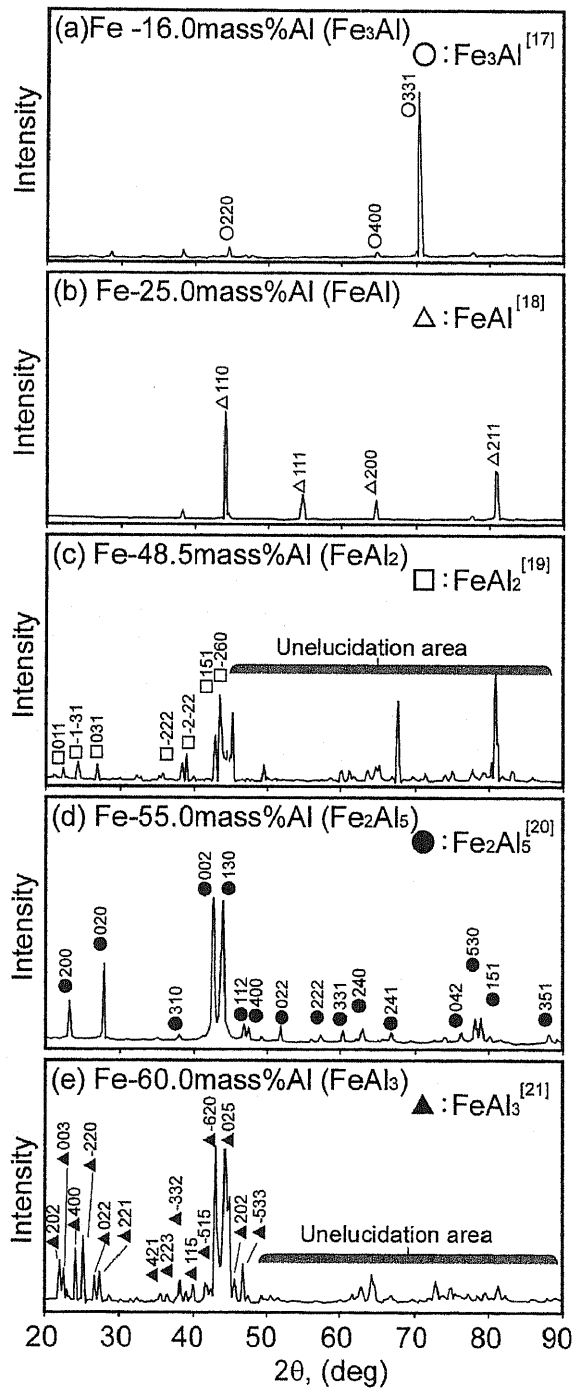 (a)Fe -16.0mass%Al (Fe₃Al)
○ : Fe₃Al[17]
Intensity
○220
○400
○331
(b) Fe-25.0mass%Al (FeAl)
△ : FeAl[18]
Intensity
△110
△111
△200
△211
(c) Fe-48.5mass%Al (FeAl₂)
□ : FeAl₂[19]
Intensity
Unelucidation area
□011
□-1-31
□031
□-222
□-2-22
□151
□-260
(d) Fe-55.0mass%Al (Fe₂Al₅)
● : Fe₂Al₅[20]
Intensity
●200
●020
●310
●002
●130
●112
●400
●022
●222
●331
●240
●241
●042
●530
●151
●351
(e) Fe-60.0mass%Al (FeAl₃)
▲ : FeAl₃[21]
Intensity
Unelucidation area
▲202
▲003
▲400
▲-220
▲022
▲221
▲421
▲223
▲-332
▲115
▲-515
▲-620
▲025
▲202
▲-533
20 30 40 50 60 70 80 90
2θ, (deg)